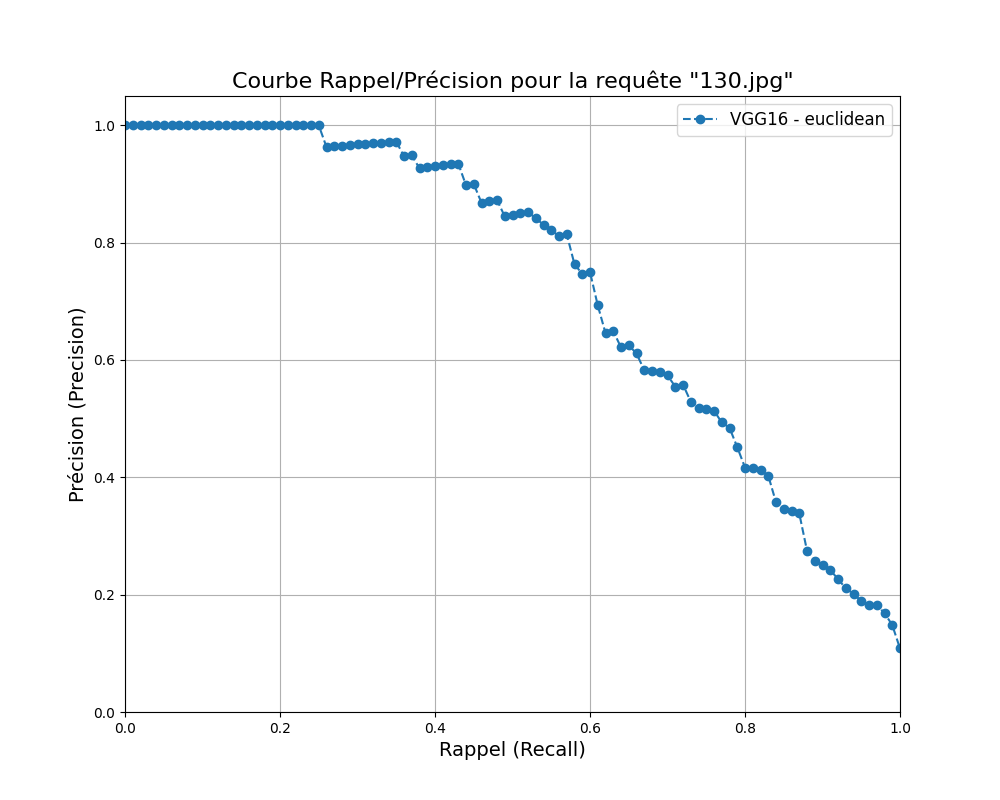 Courbe Rappel/Précision pour la requête "130.jpg"
VGG16 - euclidean
Précision (Precision)
1.0
0.8
0.6
0.4
0.2
0.0
0.0 0.2 0.4 0.6 0.8 1.0
Rappel (Recall)